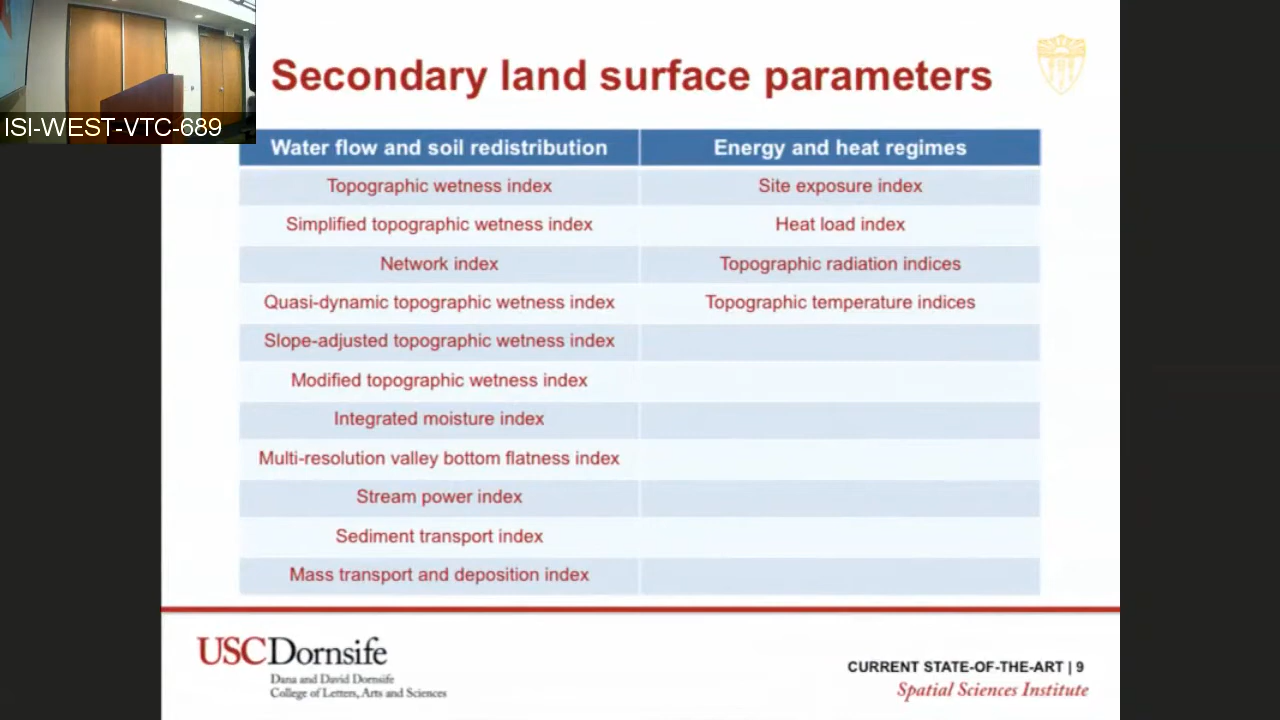 Secondary land surface parameters
ISI-WEST-VTC-689
Water flow and soil redistribution Energy and heat regimes
Topographic wetness index Site exposure index
Simplified topographic wetness index Heat load index
Network index Topographic radiation indices
Quasi-dynamic topographic wetness index Topographic temperature indices
Slope-adjusted topographic wetness index
Modified topographic wetness index
Integrated moisture index
Multi-resolution valley bottom flatness index
Stream power index
Sediment transport index
Mass transport and deposition index
USCDornsife
Dana and David Dornsife
College of Letters, Arts and Sciences
CURRENT STATE-OF-THE-ART | 9
Spatial Sciences Institute